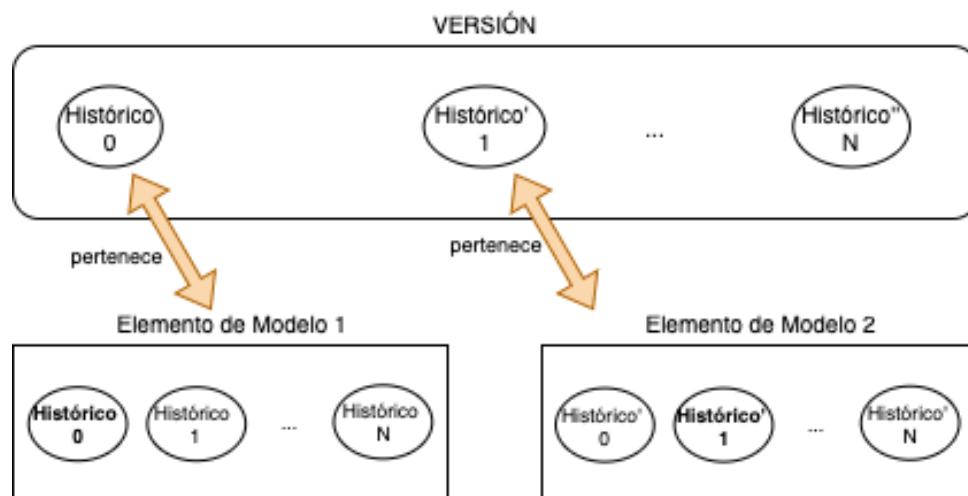 VERSIÓN
Histórico
0
Histórico'
1
...
Histórico''
N
pertenece
pertenece
Elemento de Modelo 1
Histórico
0
Histórico
1
...
Histórico
N
Elemento de Modelo 2
Histórico'
0
Histórico'
1
...
Histórico'
N